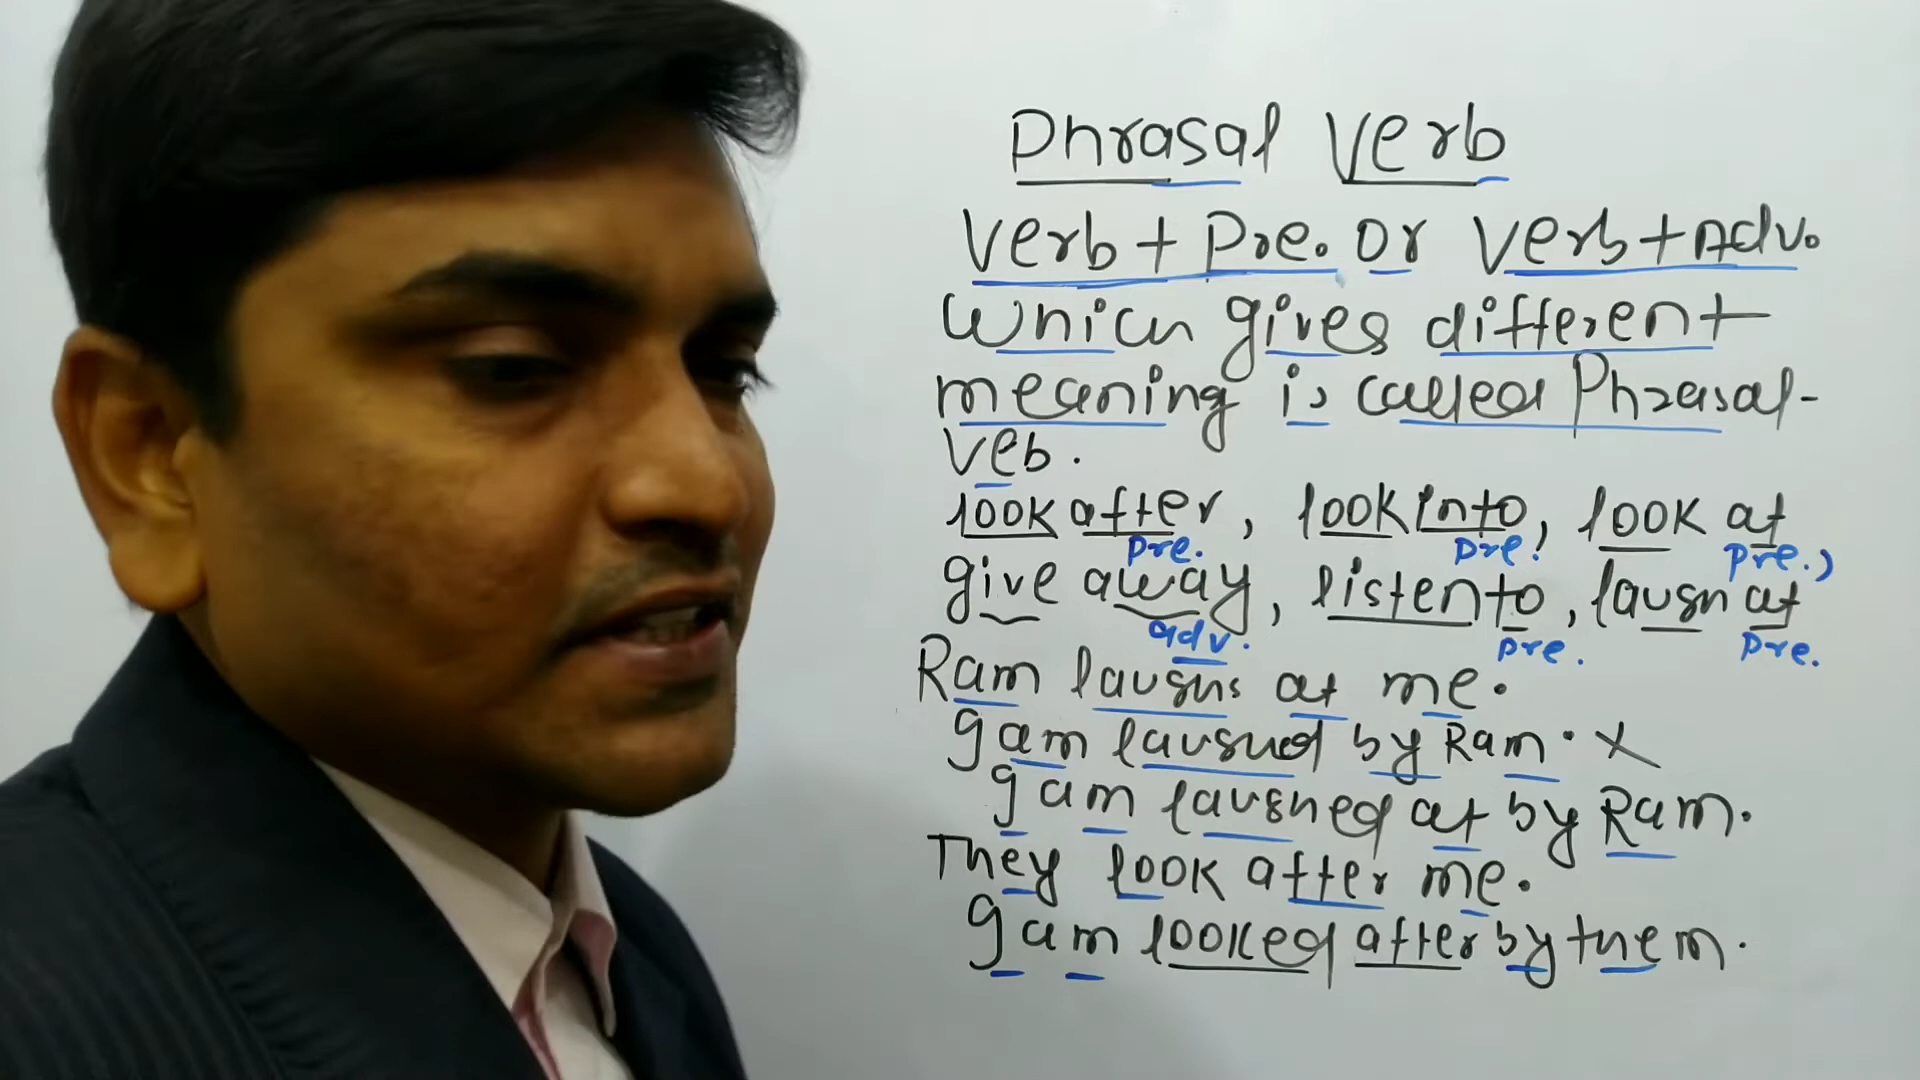 Phrasal Verb
Verb + Pre. or Verb + Adv.
Which gives different
meaning is called Phrasal-
Veb.
look after, look into, look at
pre. pre. pre.,
give away, listen to, laugh at
adv. pre. pre.
Ram laughs at me.
I am laughed by Ram. X
I am laughed at by Ram.
They look after me.
I am looked after by them.